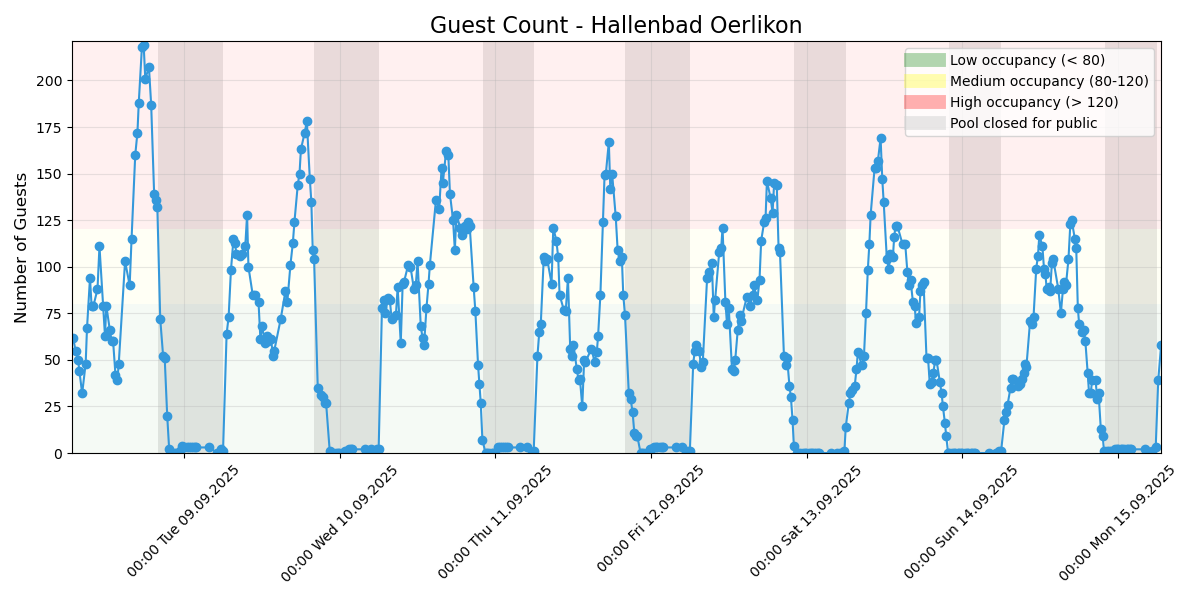 Guest Count - Hallenbad Oerlikon
Low occupancy (< 80)
Medium occupancy (80-120)
High occupancy (> 120)
Pool closed for public
Number of Guests
200
175
150
125
100
75
50
25
0
00:00 Tue 09.09.2025
00:00 Wed 10.09.2025
00:00 Thu 11.09.2025
00:00 Fri 12.09.2025
00:00 Sat 13.09.2025
00:00 Sun 14.09.2025
00:00 Mon 15.09.2025